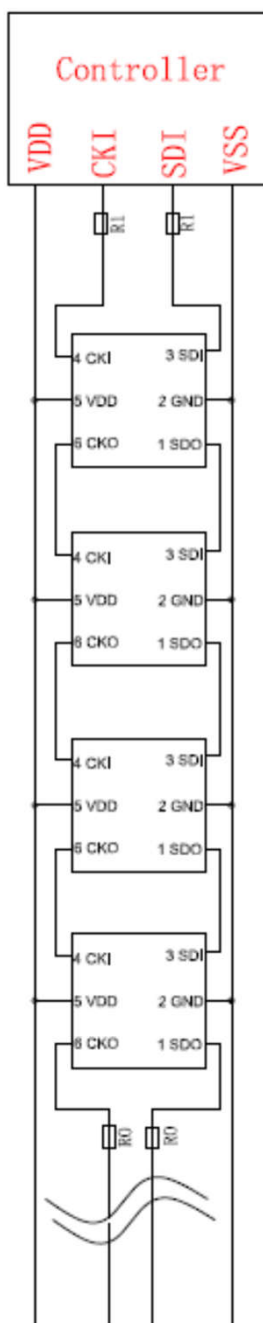 Controller
VDD CKI SDI VSS
R1 R1
4 CKI 3 SDI
5 VDD 2 GND
6 CKO 1 SDO
4 CKI 3 SDI
5 VDD 2 GND
6 CKO 1 SDO
4 CKI 3 SDI
5 VDD 2 GND
6 CKO 1 SDO
4 CKI 3 SDI
5 VDD 2 GND
6 CKO 1 SDO
RO RO